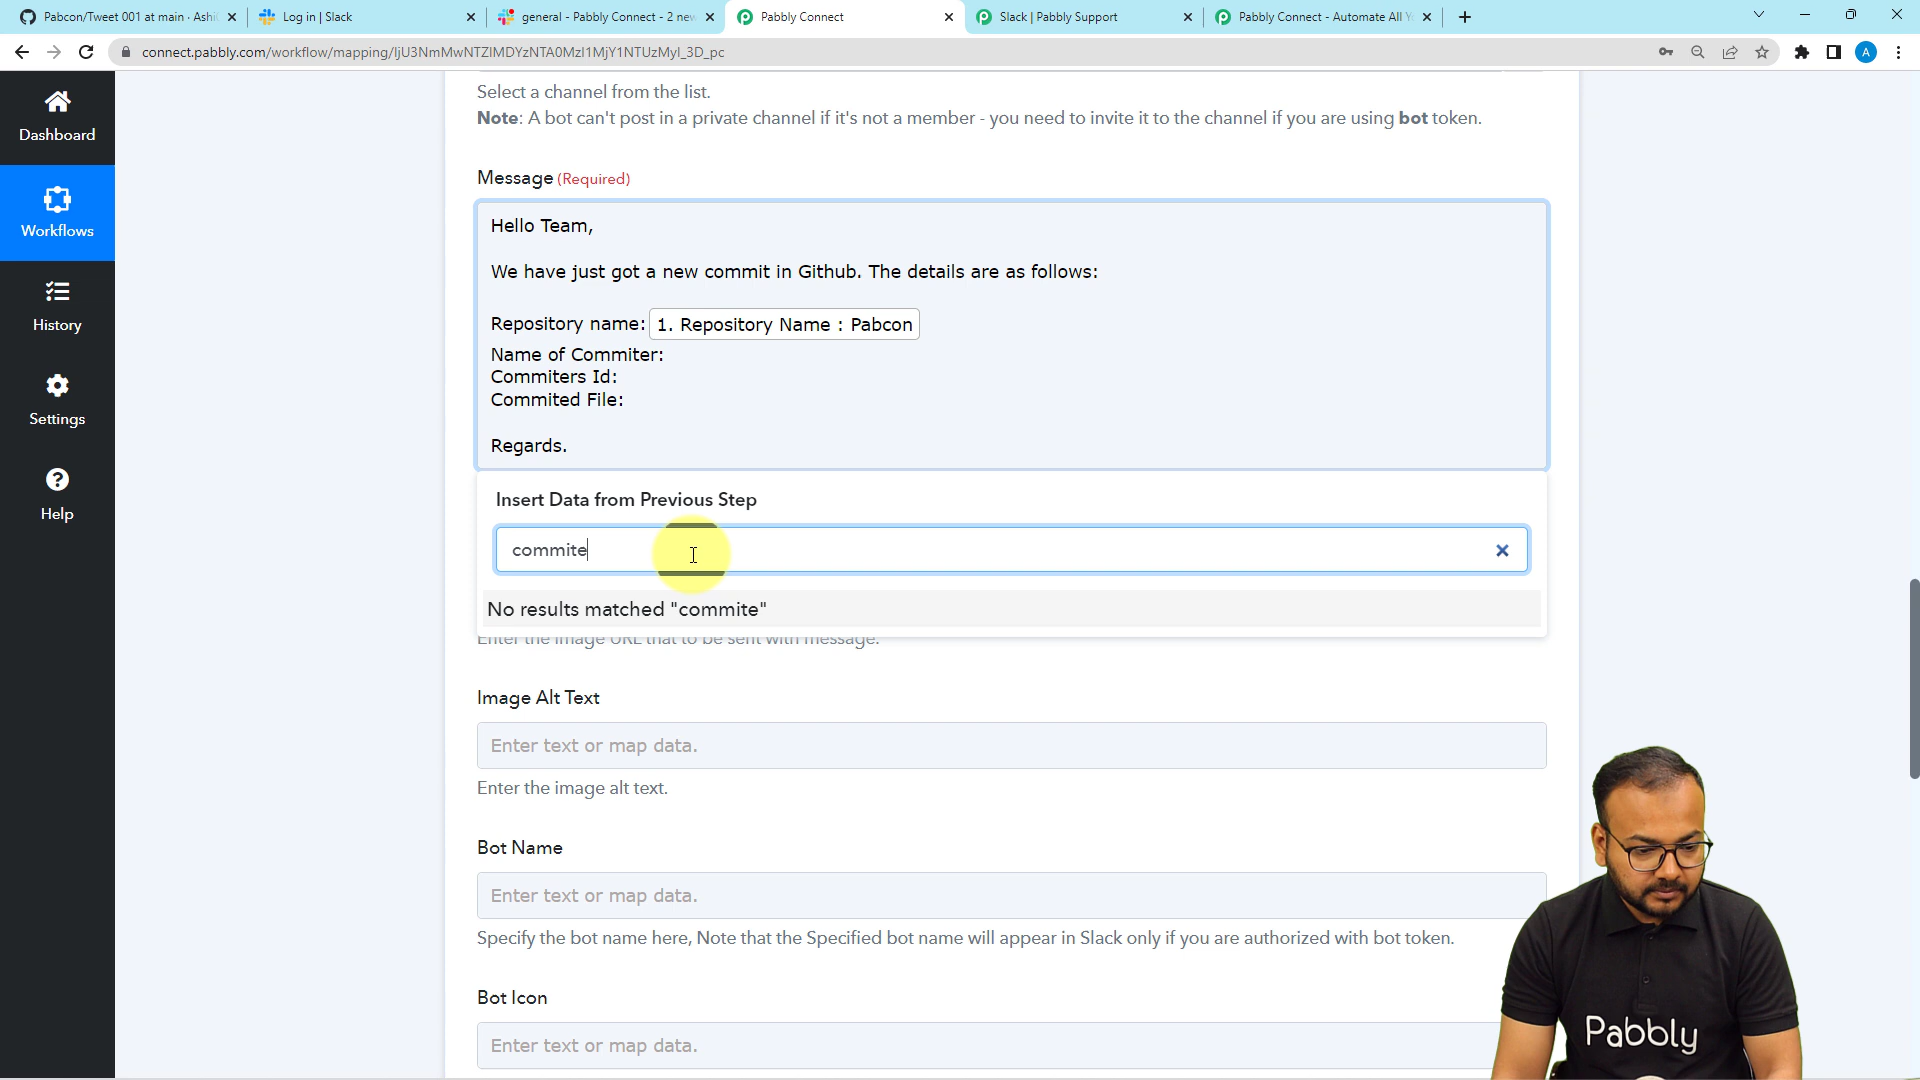 Pabcon/Tweet 001 at main · Ashi
Log in | Slack
general - Pabbly Connect - 2 new
Pabbly Connect
Slack | Pabbly Support
Pabbly Connect - Automate All Y
connect.pabbly.com/workflow/mapping/IjU3NmMwNTZlMDYzNTA0MzI1MjY1NTUzMyI_3D_pc
A
Dashboard
Workflows
History
Settings
Help
Select a channel from the list.
Note: A bot can't post in a private channel if it's not a member - you need to invite it to the channel if you are using bot token.
Message (Required)
Hello Team,
We have just got a new commit in Github. The details are as follows:
Repository name: 1. Repository Name : Pabcon
Name of Commiter:
Commiters Id:
Commited File:
Regards.
Insert Data from Previous Step
commite
No results matched "commite"
Enter the image URL that to be sent with message.
Image Alt Text
Enter text or map data.
Enter the image alt text.
Bot Name
Enter text or map data.
Specify the bot name here, Note that the Specified bot name will appear in Slack only if you are authorized with bot token.
Bot Icon
Enter text or map data.
Pabbly